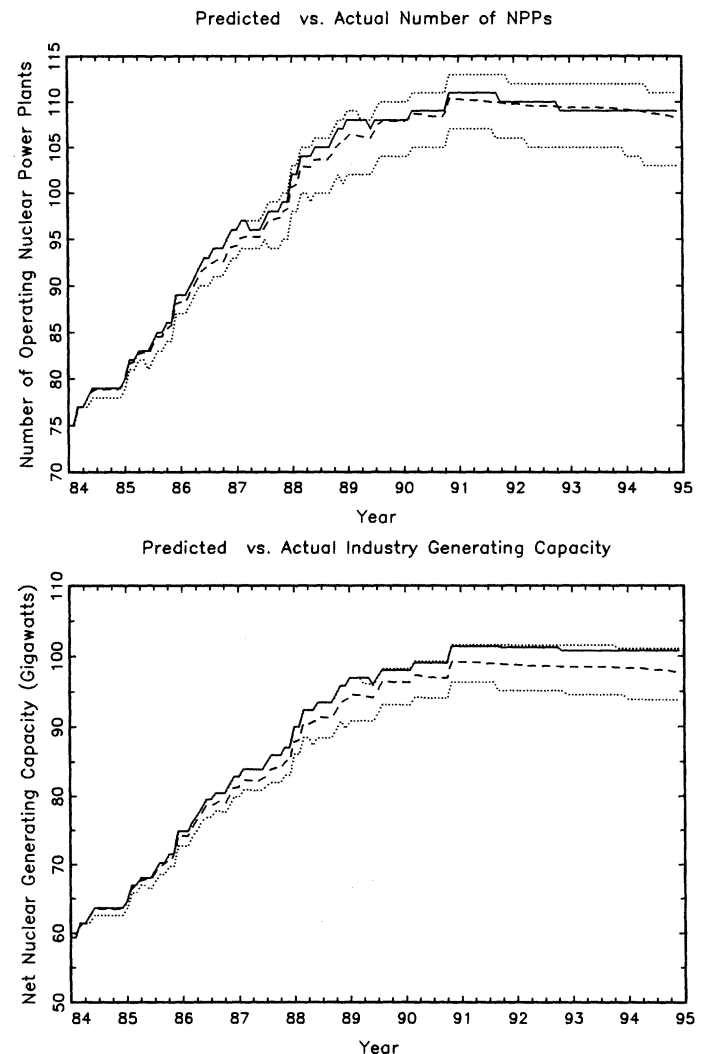 Predicted vs. Actual Number of NPPs
Number of Operating Nuclear Power Plants
115
110
105
100
95
90
85
80
75
70
84 85 86 87 88 89 90 91 92 93 94 95
Year
Predicted vs. Actual Industry Generating Capacity
Net Nuclear Generating Capacity (Gigawatts)
110
100
90
80
70
60
50
84 85 86 87 88 89 90 91 92 93 94 95
Year